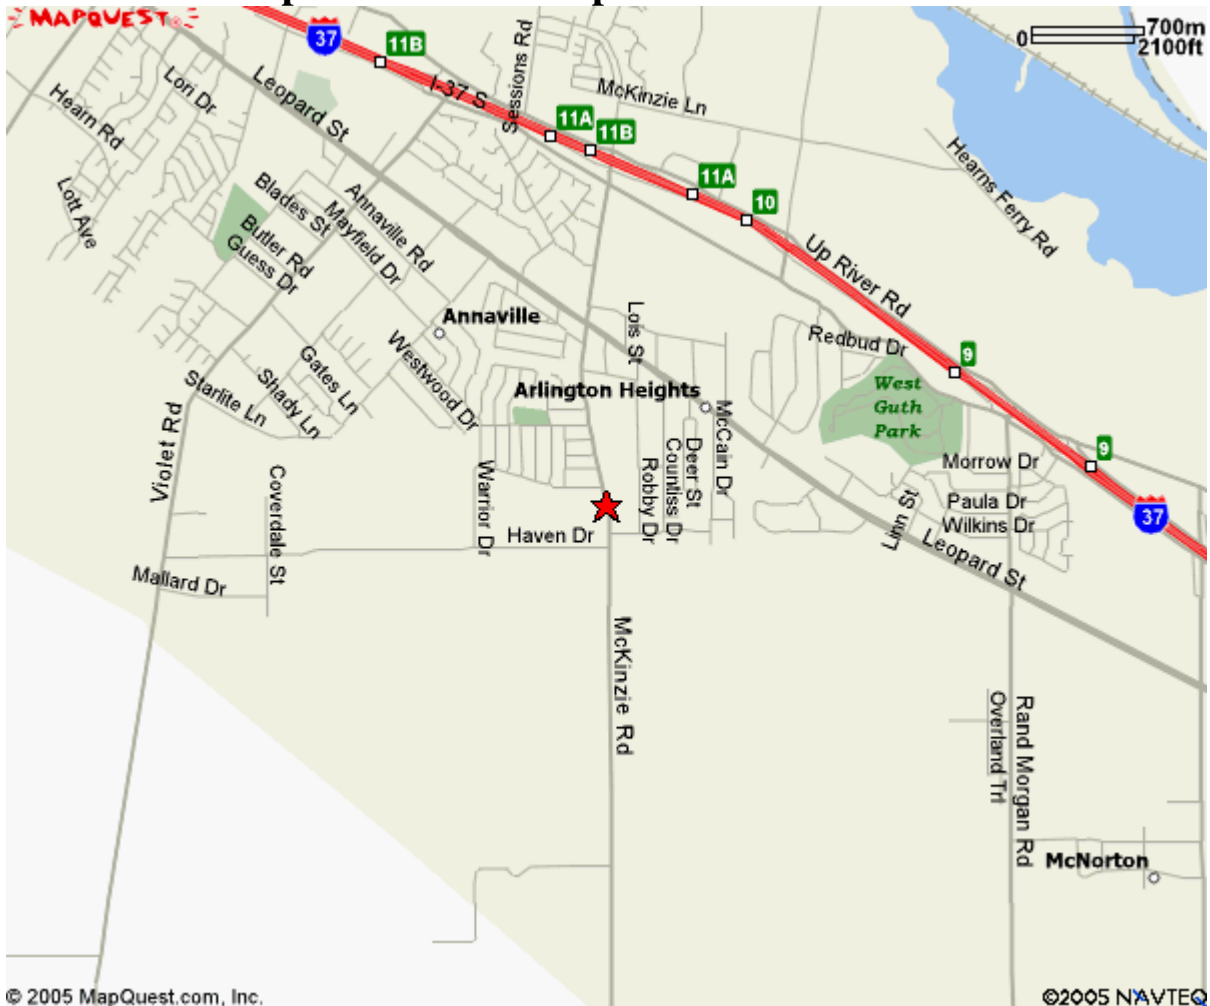 MAPQUEST
37
11B
I-37 S
Sessions Rd
McKinzie Ln
0
700m
2100ft
Lori Dr
Hearn Rd
Leopard St
11A
11B
11A
10
Hearns Ferry Rd
Lott Ave
Blades St
Butler Rd
Guess Dr
Mayfield Dr
Annaville Rd
Up River Rd
Annaville
Lois St
Redbud Dr
9
Westwood Dr
Gates Ln
Shady Ln
Starlite Ln
Arlington Heights
West
Guth
Park
McCain Dr
Deer St
Countliss Dr
Robby Dr
Violet Rd
Coverdale St
Warrior Dr
Haven Dr
Morrow Dr
9
Paula Dr
Wilkins Dr
Linn St
37
Leopard St
Mallard Dr
McKinzie Rd
Overland Trl
Rand Morgan Rd
McNorton
© 2005 MapQuest.com, Inc.
©2005 NAVTEQ